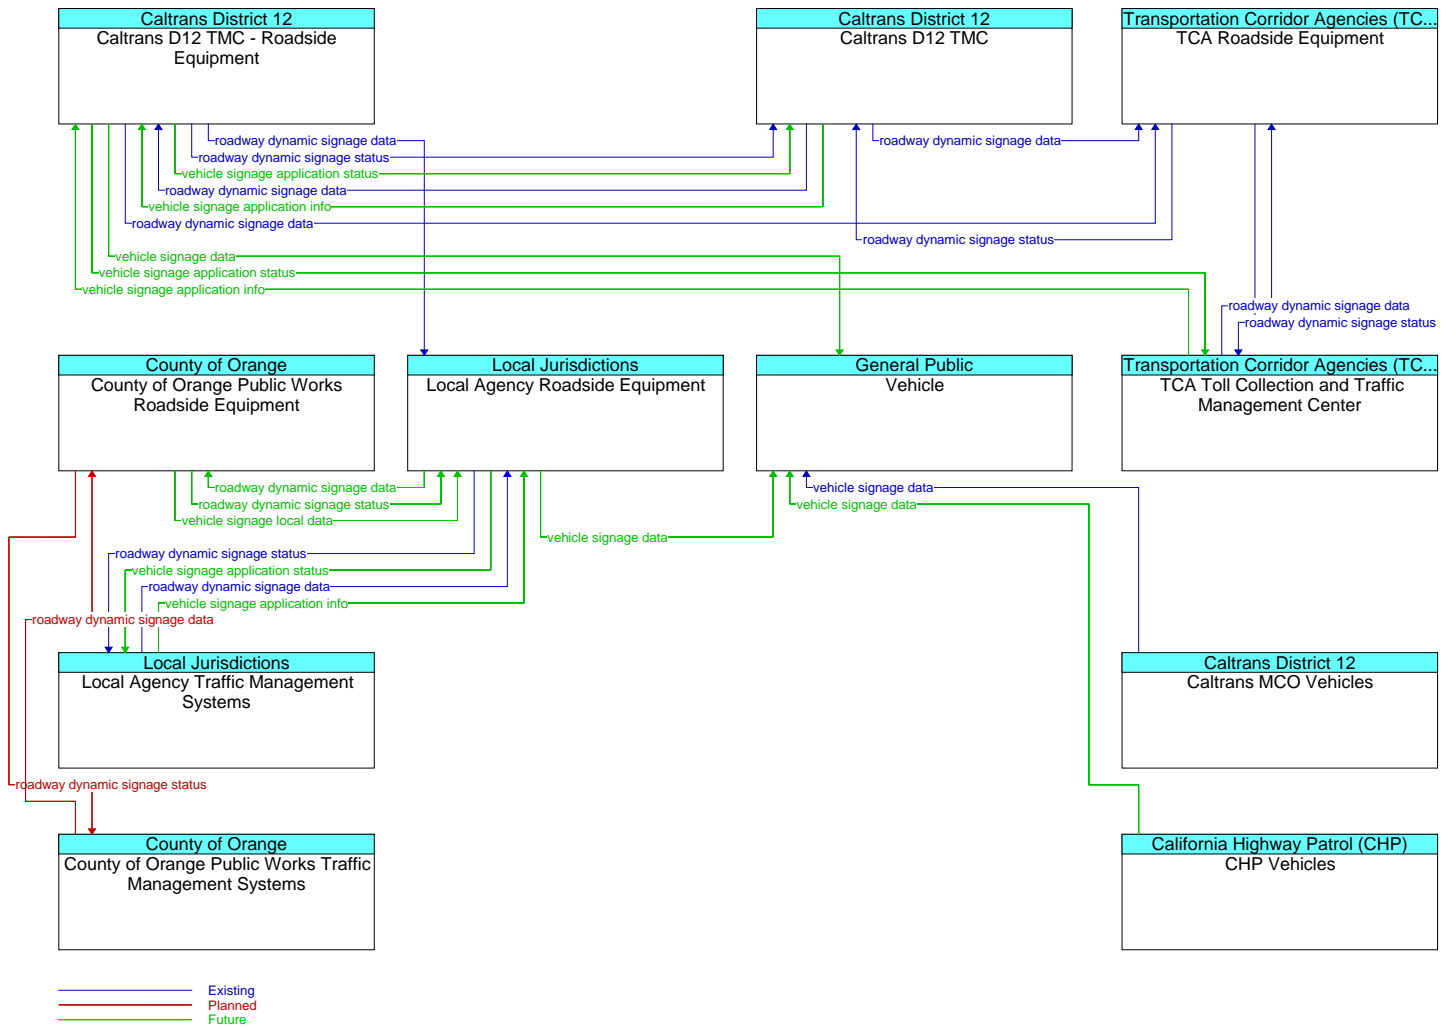 Caltrans District 12
Caltrans D12 TMC - Roadside
Equipment
Caltrans District 12
Caltrans D12 TMC
Transportation Corridor Agencies (TC...
TCA Roadside Equipment
roadway dynamic signage data
roadway dynamic signage data
roadway dynamic signage status
vehicle signage application status
roadway dynamic signage data
vehicle signage application info
roadway dynamic signage data
roadway dynamic signage status
vehicle signage data
vehicle signage application status
vehicle signage application info
roadway dynamic signage data
roadway dynamic signage status
County of Orange
County of Orange Public Works
Roadside Equipment
Local Jurisdictions
Local Agency Roadside Equipment
General Public
Vehicle
Transportation Corridor Agencies (TC...
TCA Toll Collection and Traffic
Management Center
roadway dynamic signage data
vehicle signage data
roadway dynamic signage status
vehicle signage data
vehicle signage local data
vehicle signage data
roadway dynamic signage status
vehicle signage application status
roadway dynamic signage data
vehicle signage application info
roadway dynamic signage data
Local Jurisdictions
Local Agency Traffic Management
Systems
Caltrans District 12
Caltrans MCO Vehicles
roadway dynamic signage status
County of Orange
County of Orange Public Works Traffic
Management Systems
California Highway Patrol (CHP)
CHP Vehicles
Existing
Planned
Future